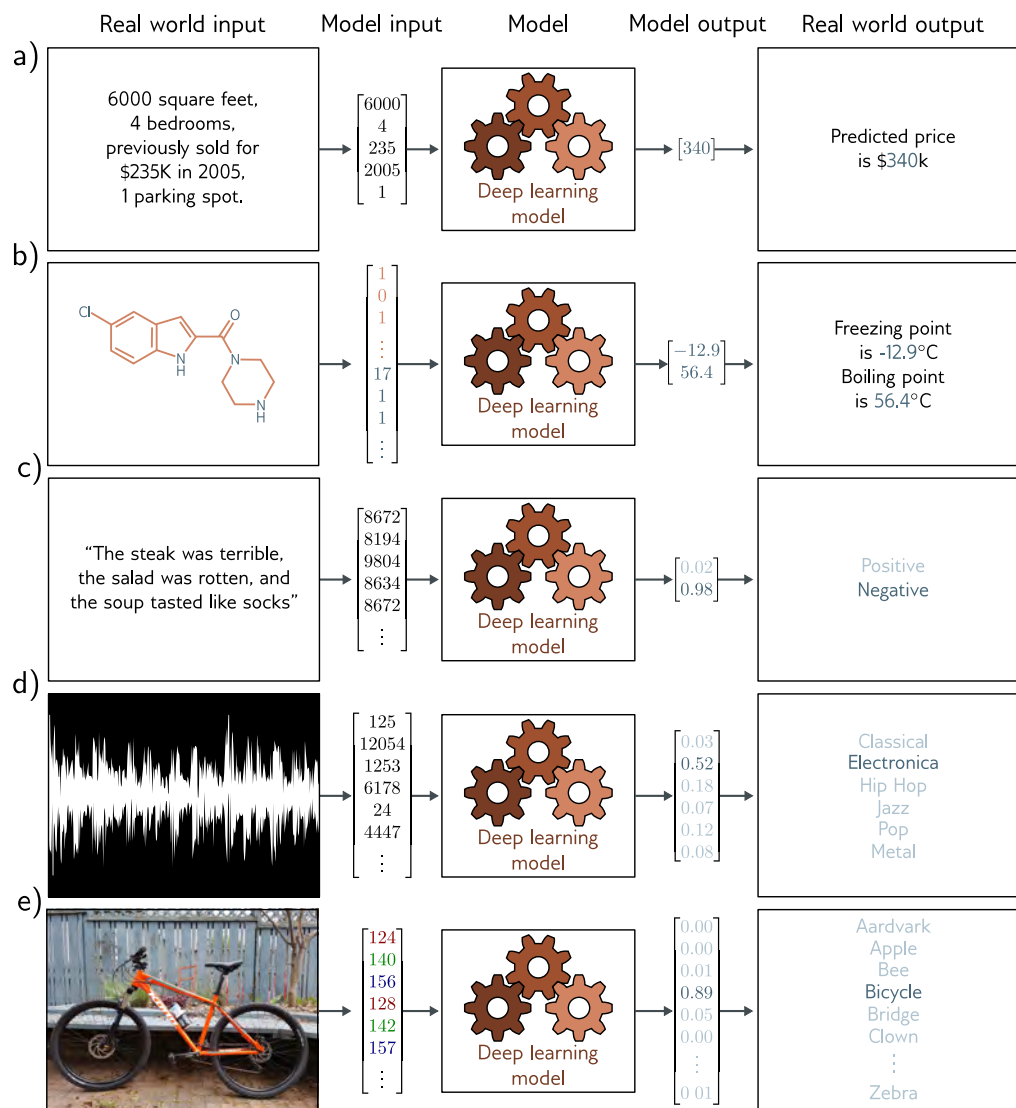 Real world input
Model input
Model
Model output
Real world output
a)
6000 square feet,
4 bedrooms,
previously sold for
$235K in 2005,
1 parking spot.
6000
4
235
2005
1
Deep learning
model
[340]
Predicted price
is $340k
b)
Cl
O
N
N
H
N
H
1
0
1
⋮
17
1
1
⋮
Deep learning
model
−12.9
56.4
Freezing point
is -12.9°C
Boiling point
is 56.4°C
c)
“The steak was terrible,
the salad was rotten, and
the soup tasted like socks”
8672
8194
9804
8634
8672
⋮
Deep learning
model
0.02
0.98
Positive
Negative
d)
125
12054
1253
6178
24
4447
⋮
Deep learning
model
0.03
0.52
0.18
0.07
0.12
0.08
Classical
Electronica
Hip Hop
Jazz
Pop
Metal
e)
124
140
156
128
142
157
⋮
Deep learning
model
0.00
0.00
0.01
0.89
0.05
0.00
⋮
0 01
Aardvark
Apple
Bee
Bicycle
Bridge
Clown
⋮
Zebra